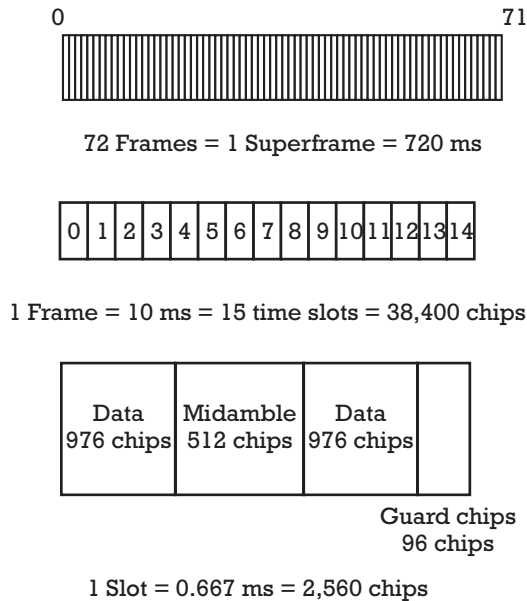 0 71
72 Frames = 1 Superframe = 720 ms
0 1 2 3 4 5 6 7 8 9 10 11 12 13 14
1 Frame = 10 ms = 15 time slots = 38,400 chips
Data Midamble Data
976 chips 512 chips 976 chips
Guard chips
96 chips
1 Slot = 0.667 ms = 2,560 chips